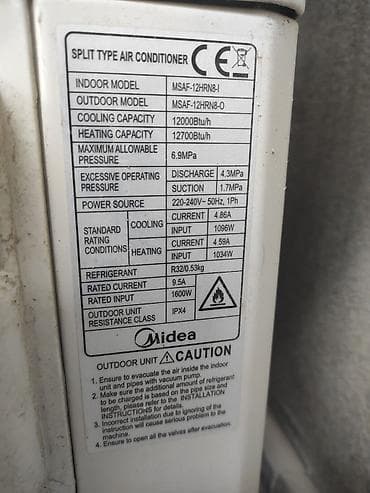 SPLIT TYPE AIR CONDITIONER CE
INDOOR MODEL MSAF-12HRN8-I
OUTDOOR MODEL MSAF-12HRN8-O
COOLING CAPACITY 12000Btu/h
HEATING CAPACITY 12700Btu/h
MAXIMUM ALLOWABLE PRESSURE 6.9MPa
EXCESSIVE OPERATING PRESSURE DISCHARGE 4.3MPa
SUCTION 1.7MPa
POWER SOURCE 220-240V~ 50Hz, 1Ph
STANDARD RATING CONDITIONS COOLING CURRENT 4.86A
INPUT 1096W
HEATING CURRENT 4.59A
INPUT 1034W
REFRIGERANT R32/0.53kg
RATED CURRENT 9.5A
RATED INPUT 1600W
OUTDOOR UNIT RESISTANCE CLASS IPX4
Midea
OUTDOOR UNIT CAUTION
1. Ensure to evacuate the air inside the indoor
unit and pipes with vacuum pump.
2. Make sure the additional amount of refrigerant
to be charged is based on the pipe size and
length, please refer to the INSTALLATION
INSTRUCTIONS for details.
3. Incorrect installation due to ignoring of the
instruction will cause serious problem to the
machine.
4. Ensure to open all the valves after evacuation.